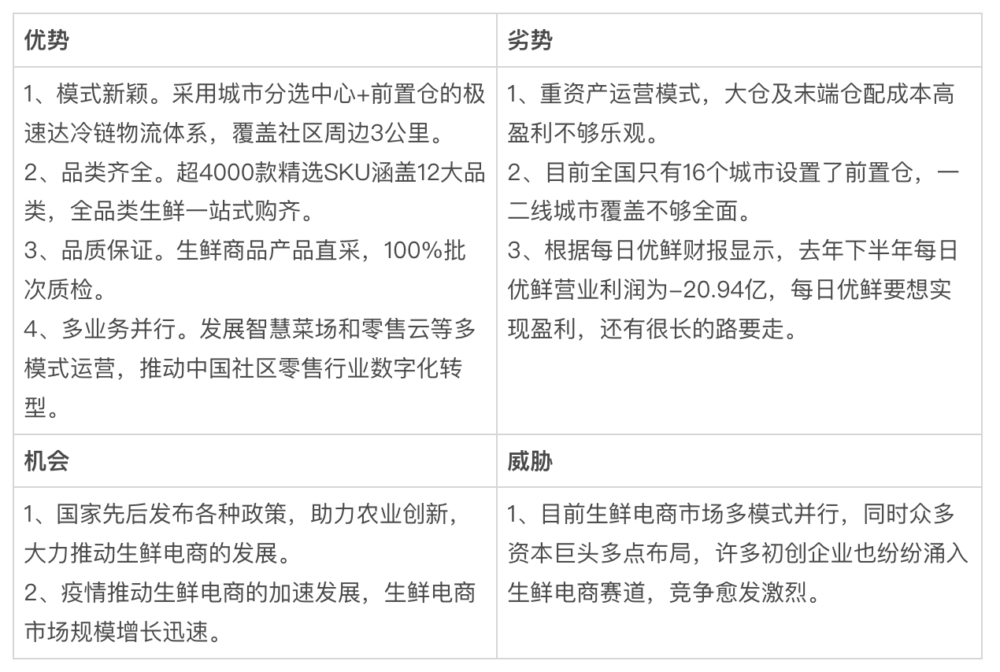 优势
1、模式新颖。采用城市分选中心+前置仓的极
速达冷链物流体系，覆盖社区周边3公里。
2、品类齐全。超4000款精选SKU涵盖12大品
类，全品类生鲜一站式购齐。
3、品质保证。生鲜商品产品直采，100%批
次质检。
4、多业务并行。发展智慧菜场和零售云等多
模式运营，推动中国社区零售行业数字化转
型。
劣势
1、重资产运营模式，大仓及末端仓配成本高
盈利不够乐观。
2、目前全国只有16个城市设置了前置仓，一
二线城市覆盖不够全面。
3、根据每日优鲜财报显示，去年下半年每日
优鲜营业利润为-20.94亿，每日优鲜要想实
现盈利，还有很长的路要走。
机会
1、国家先后发布各种政策，助力农业创新，
大力推动生鲜电商的发展。
2、疫情推动生鲜电商的加速发展，生鲜电商
市场规模增长迅速。
威胁
1、目前生鲜电商市场多模式并行，同时众多
资本巨头多点布局，许多初创企业也纷纷涌入
生鲜电商赛道，竞争愈发激烈。